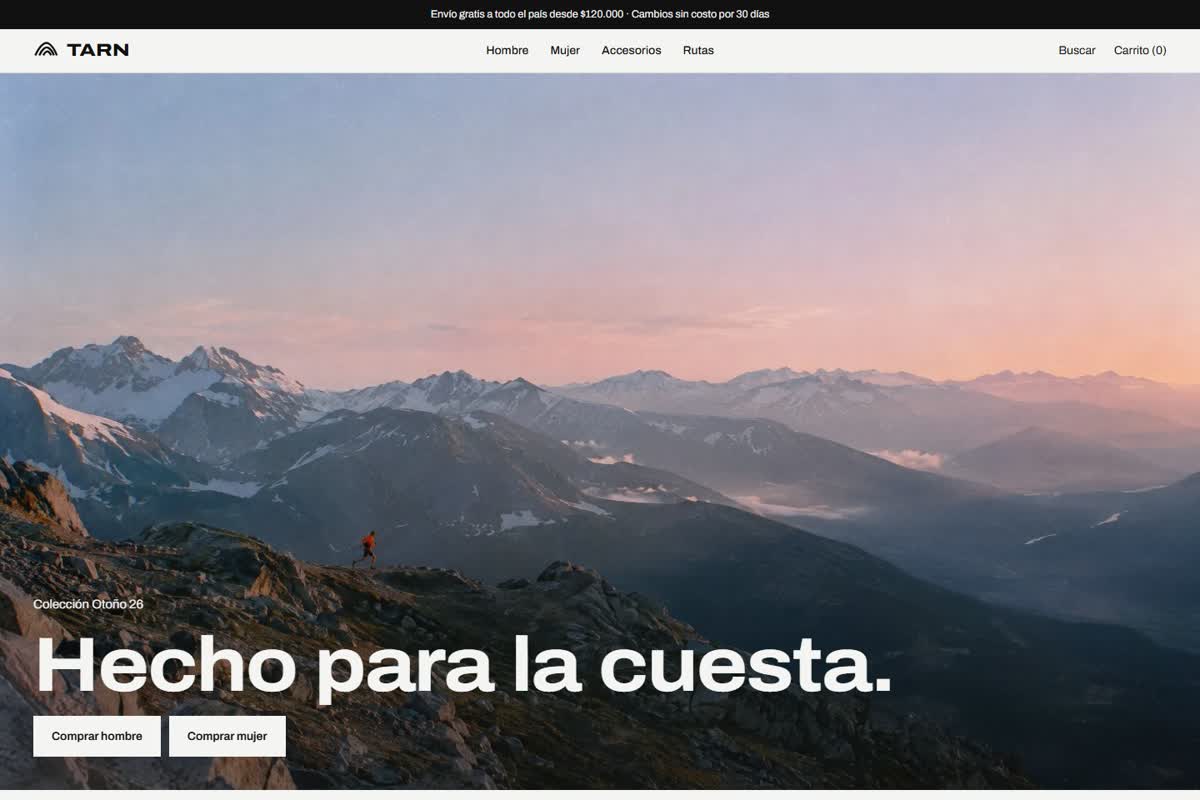 Envío gratis a todo el país desde $120.000 · Cambios sin costo por 30 días
TARN
Hombre Mujer Accesorios Rutas
Buscar Carrito (0)
Colección Otoño 26
Hecho para la cuesta.
Comprar hombre Comprar mujer